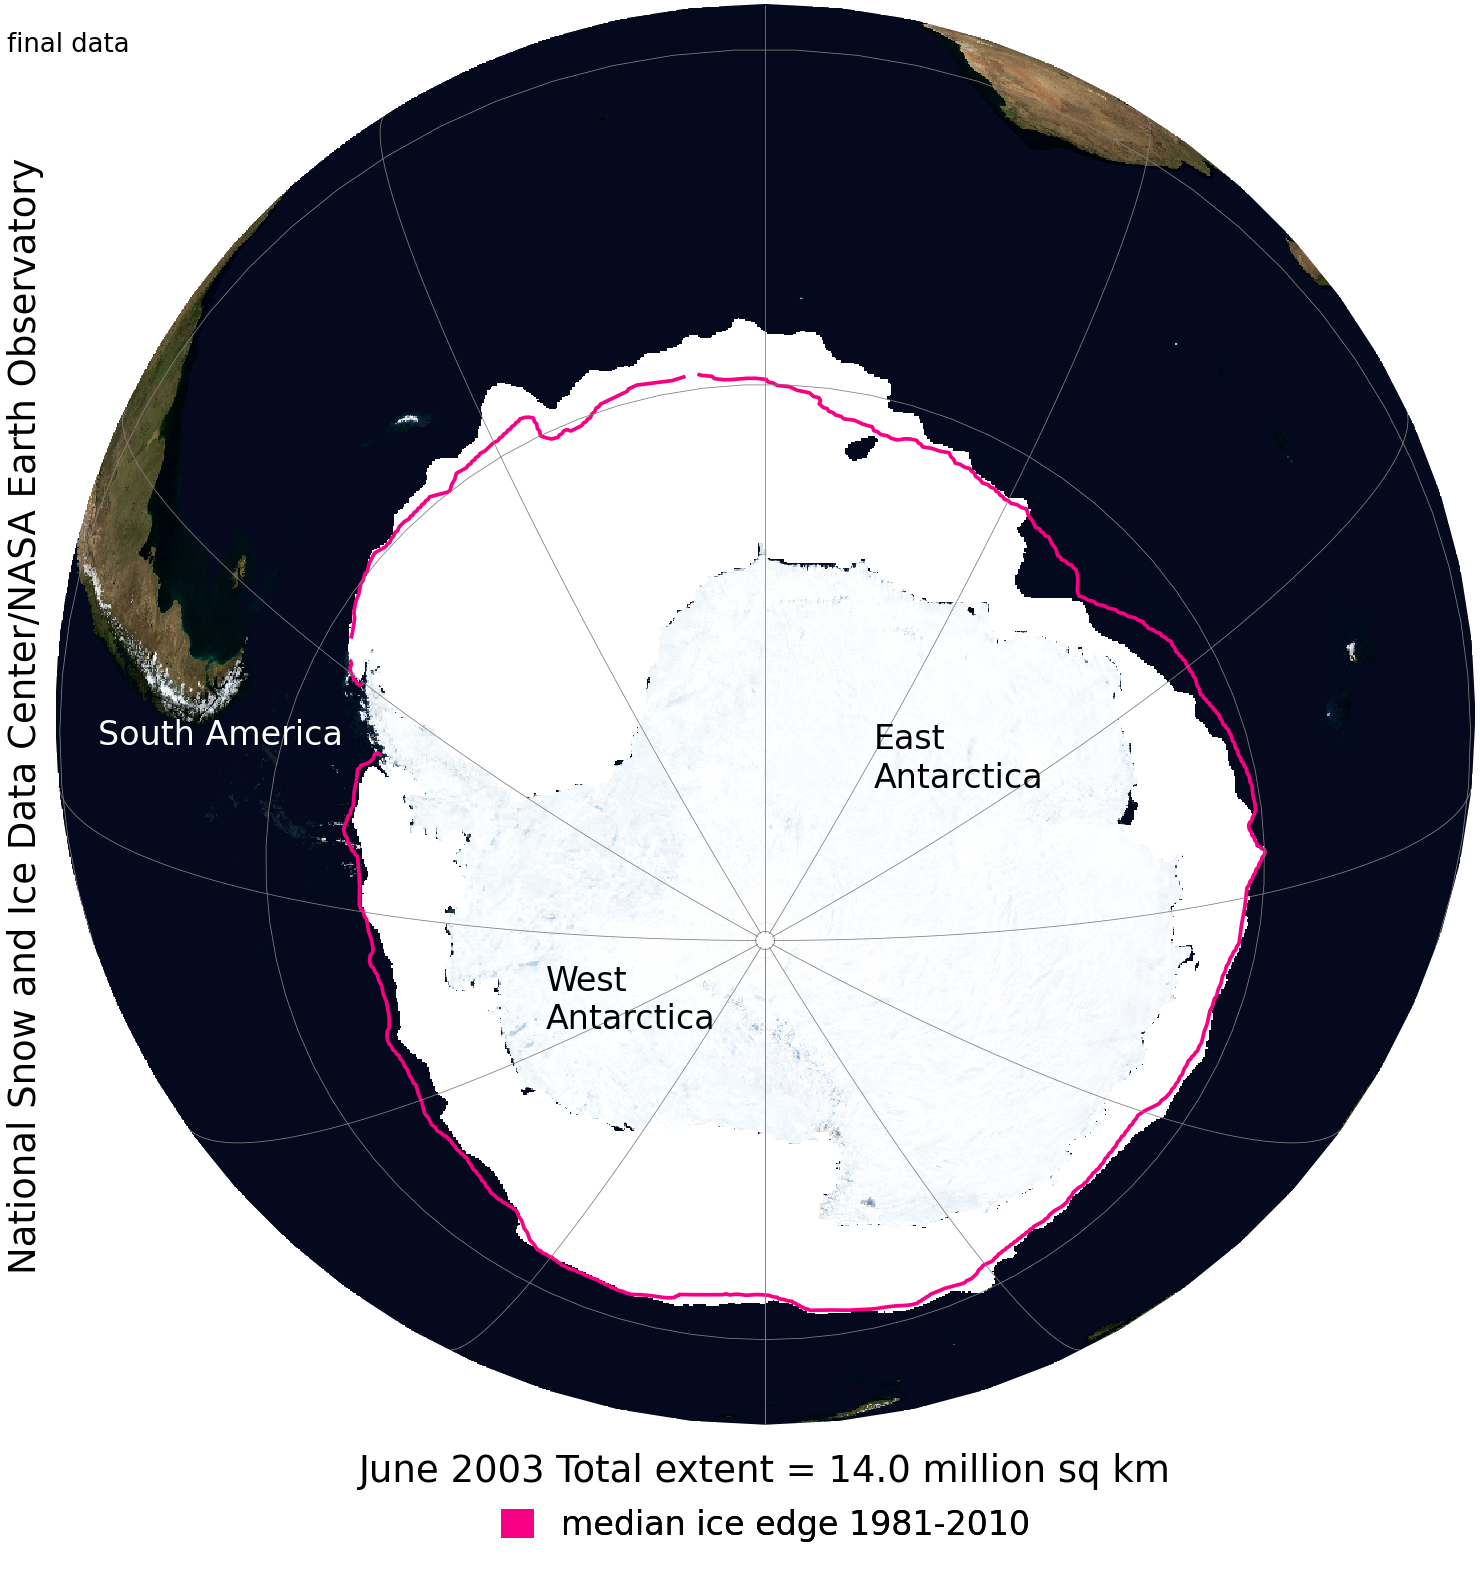 final data
National Snow and Ice Data Center/NASA Earth Observatory
South America
East
Antarctica
West
Antarctica
June 2003 Total extent = 14.0 million sq km
median ice edge 1981-2010